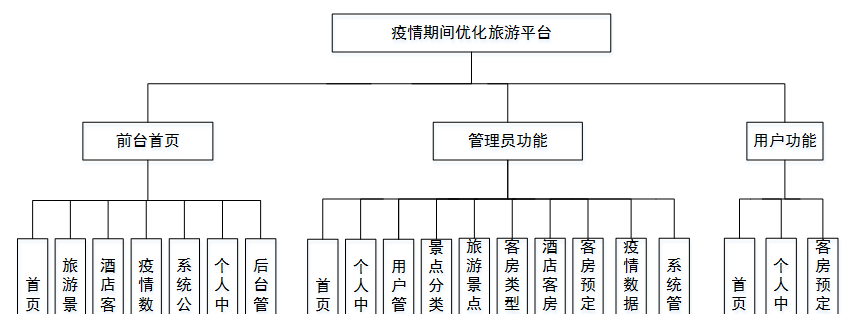 疫情期间优化旅游平台
前台首页
管理员功能
用户功能
首页
旅游景
酒店客
疫情数
系统公
个人中
后台管
首页
个人中
用户管
景点分类
旅游景点
客房类型
酒店客房
客房预定
疫情数据
系统管
首页
个人中
客房预定